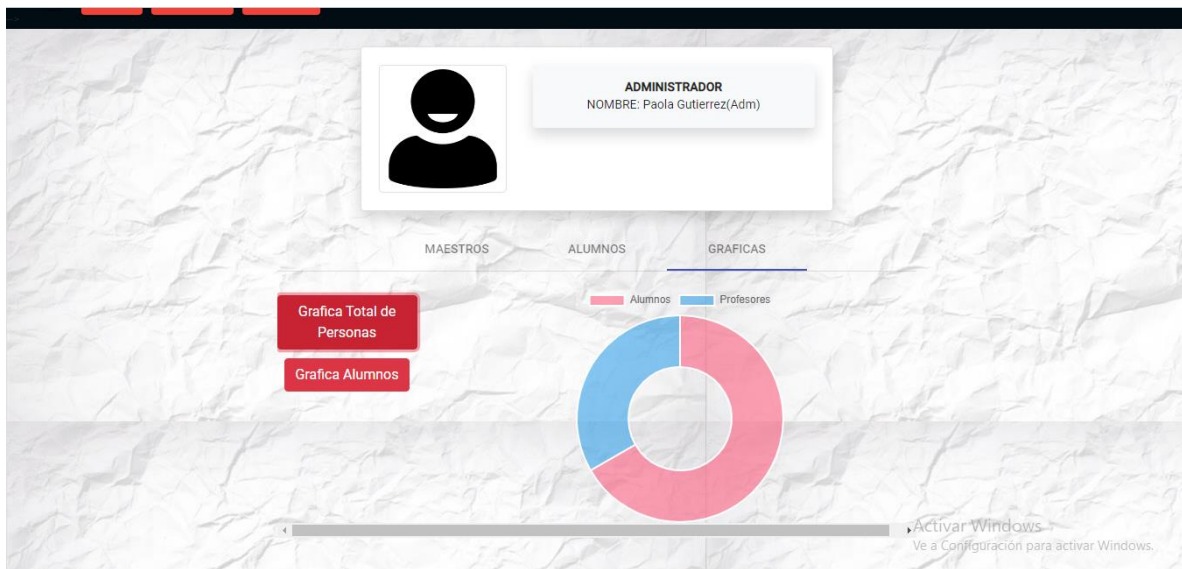 -->
ADMINISTRADOR
NOMBRE: Paola Gutierrez(Adm)
MAESTROS
ALUMNOS
GRAFICAS
Grafica Total de
Personas
Grafica Alumnos
Alumnos
Profesores
Activar Windows
Ve a Configuración para activar Windows.